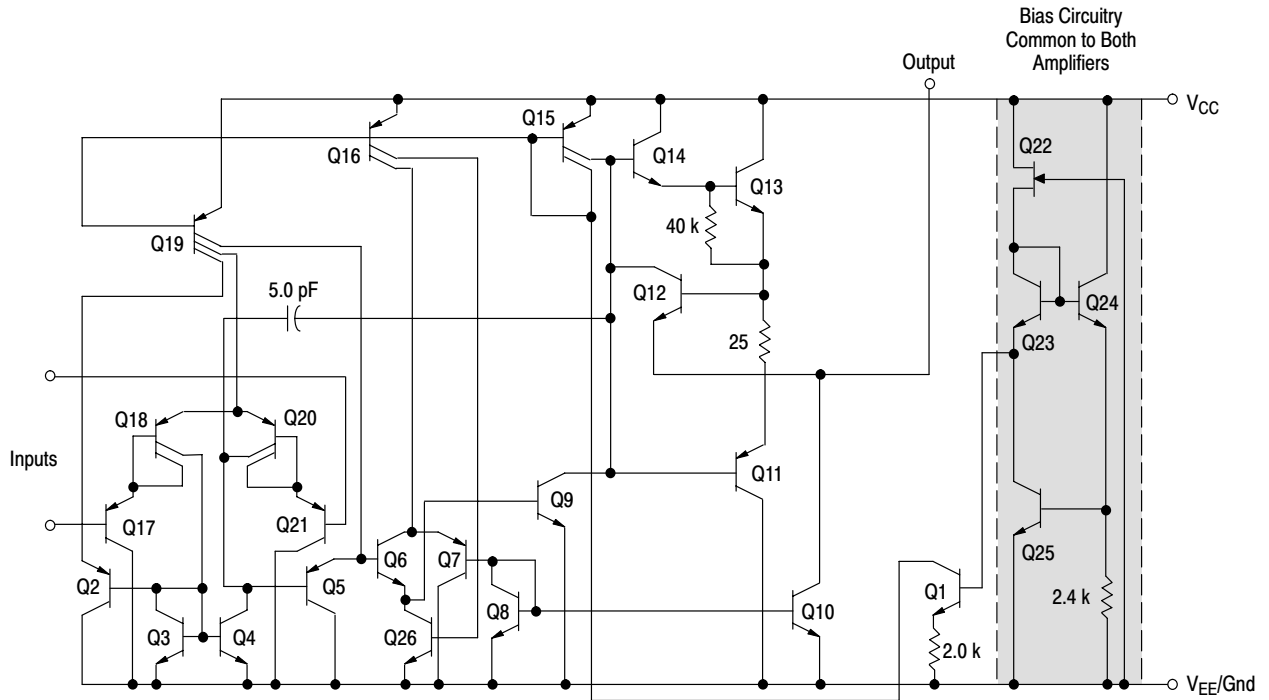 Bias Circuitry
Common to Both
Amplifiers
Output
V_CC
Q15
Q16
Q14
Q22
Q13
Q19
40 k
5.0 pF
Q12
Q24
Q23
25
Q18
Q20
Inputs
Q11
Q9
Q17
Q21
Q25
Q2
Q5
Q6
Q7
Q1
Q8
Q10
2.4 k
Q3
Q4
Q26
2.0 k
V_EE/Gnd